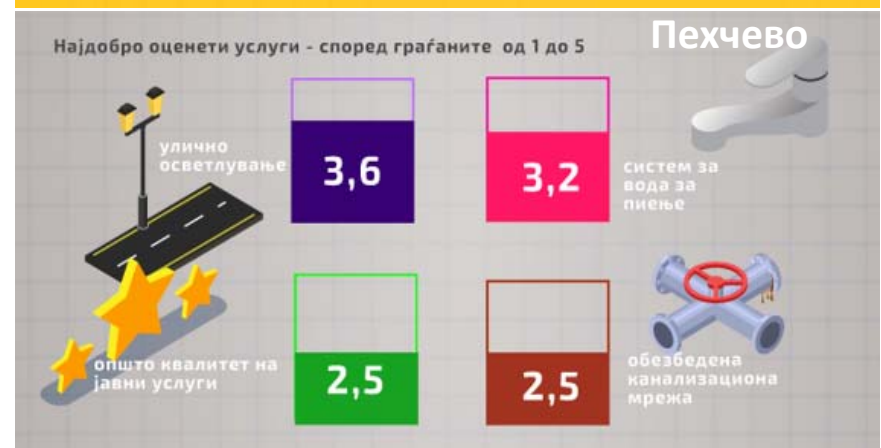 Пехчево
Најдобро оценети услуги - според граѓаните од 1 до 5
улично
осветлување
3,6
3,2
систем за
вода за
пиење
општо квалитет на
јавни услуги
2,5
2,5
обезбедена
канализациона
мрежа